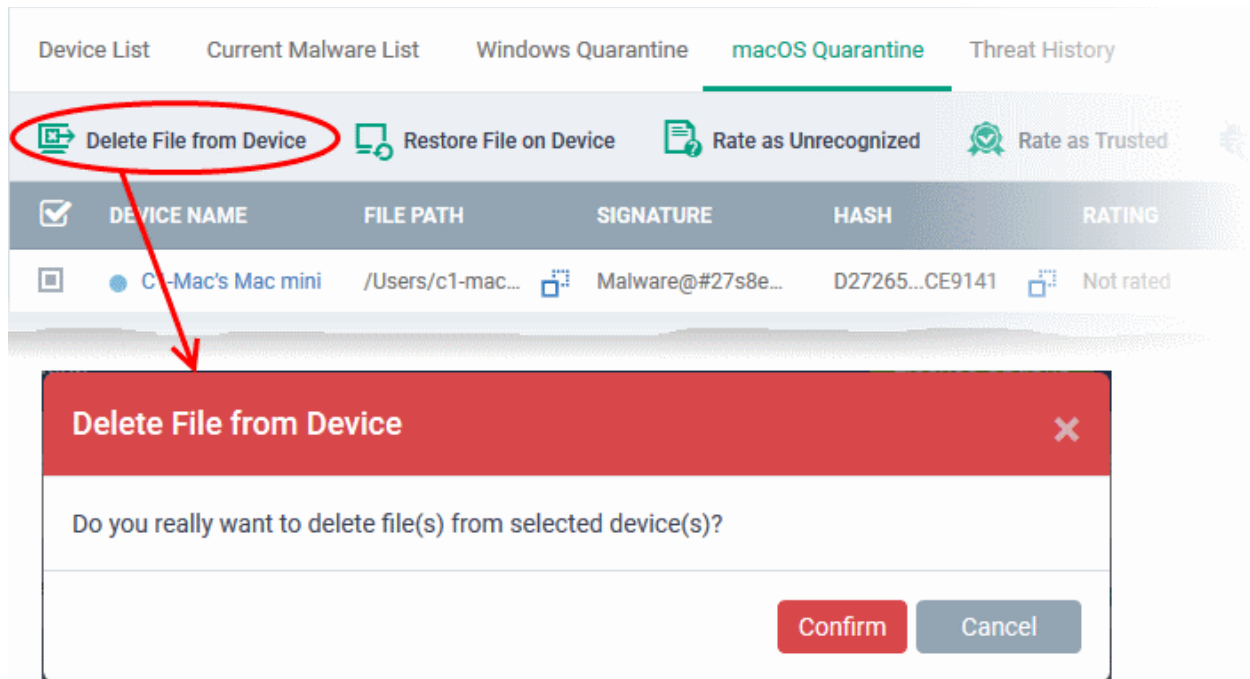 Device List Current Malware List Windows Quarantine macOS Quarantine Threat History
Delete File from Device Restore File on Device Rate as Unrecognized Rate as Trusted
DEVICE NAME FILE PATH SIGNATURE HASH RATING
C1-Mac's Mac mini /Users/c1-mac... Malware@#27s8e... D27265...CE9141 Not rated
Delete File from Device
Do you really want to delete file(s) from selected device(s)?
Confirm Cancel